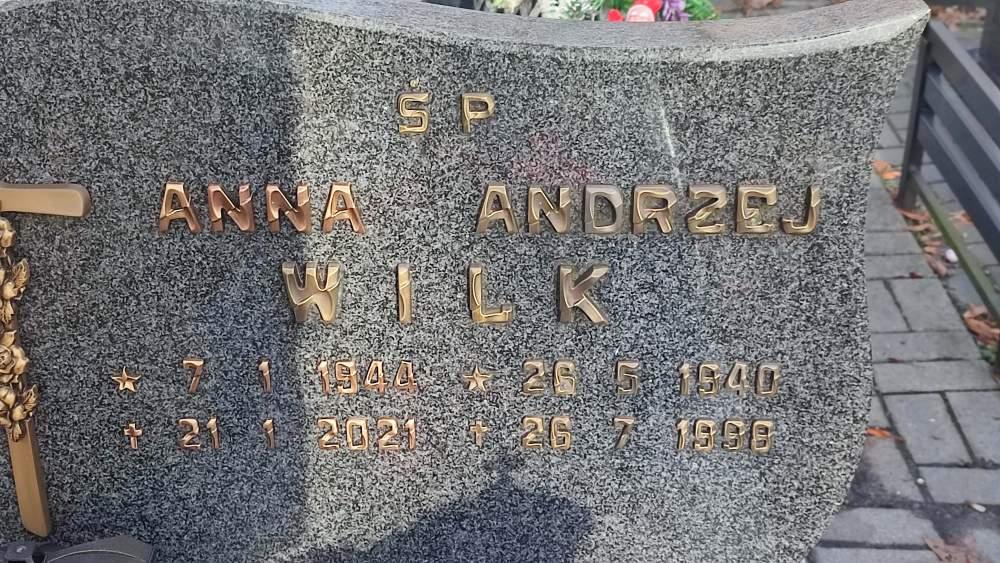 ŚP
ANNA ANDRZEJ
WILK
★ 7 1 1944 ★ 26 5 1940
✝ 21 1 2021 ✝ 26 7 1998